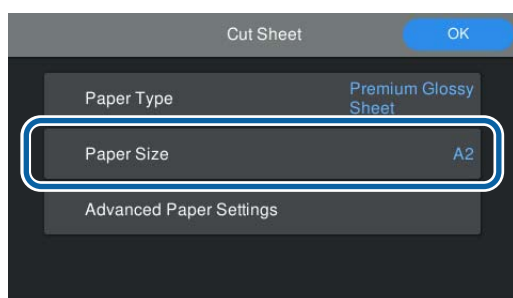 Cut Sheet
OK
Paper Type
Premium Glossy
Sheet
Paper Size
A2
Advanced Paper Settings